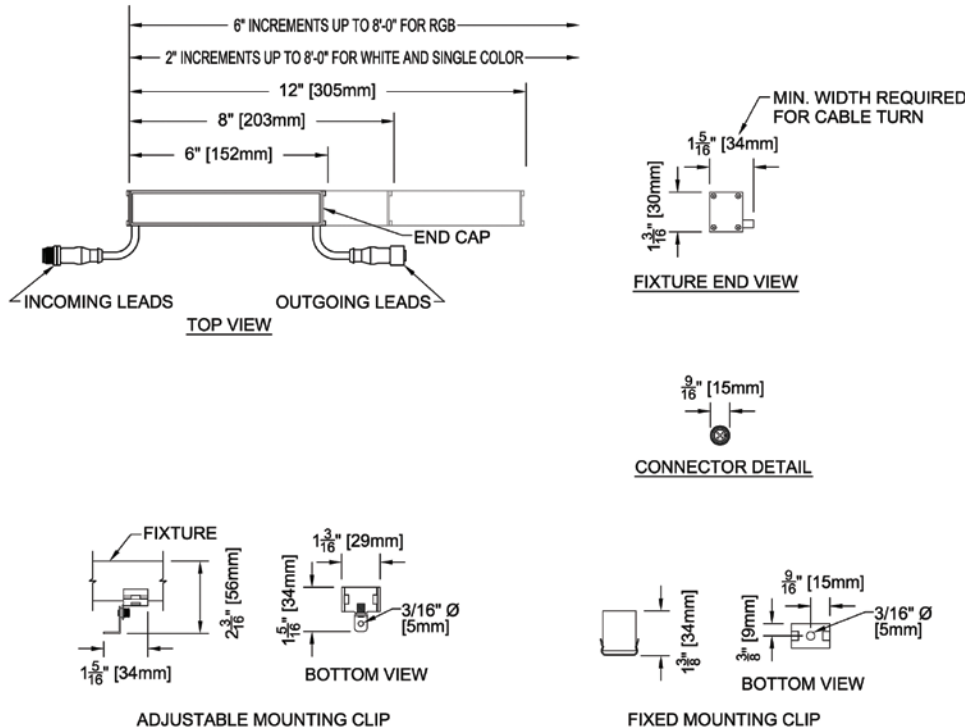 6" INCREMENTS UP TO 8'-0" FOR RGB
2" INCREMENTS UP TO 8'-0" FOR WHITE AND SINGLE COLOR
12" [305mm]
8" [203mm]
6" [152mm]
END CAP
INCOMING LEADS
OUTGOING LEADS
TOP VIEW
MIN. WIDTH REQUIRED
FOR CABLE TURN
1 5/16" [34mm]
1 3/16" [30mm]
FIXTURE END VIEW
9/16" [15mm]
CONNECTOR DETAIL
FIXTURE
2 3/16" [56mm]
1 5/16" [34mm]
1 3/16" [29mm]
1 5/16" [34mm]
3/16" Ø
[5mm]
BOTTOM VIEW
ADJUSTABLE MOUNTING CLIP
1 3/8" [34mm]
9/16" [15mm]
3/8" [9mm]
3/16" Ø
[5mm]
BOTTOM VIEW
FIXED MOUNTING CLIP